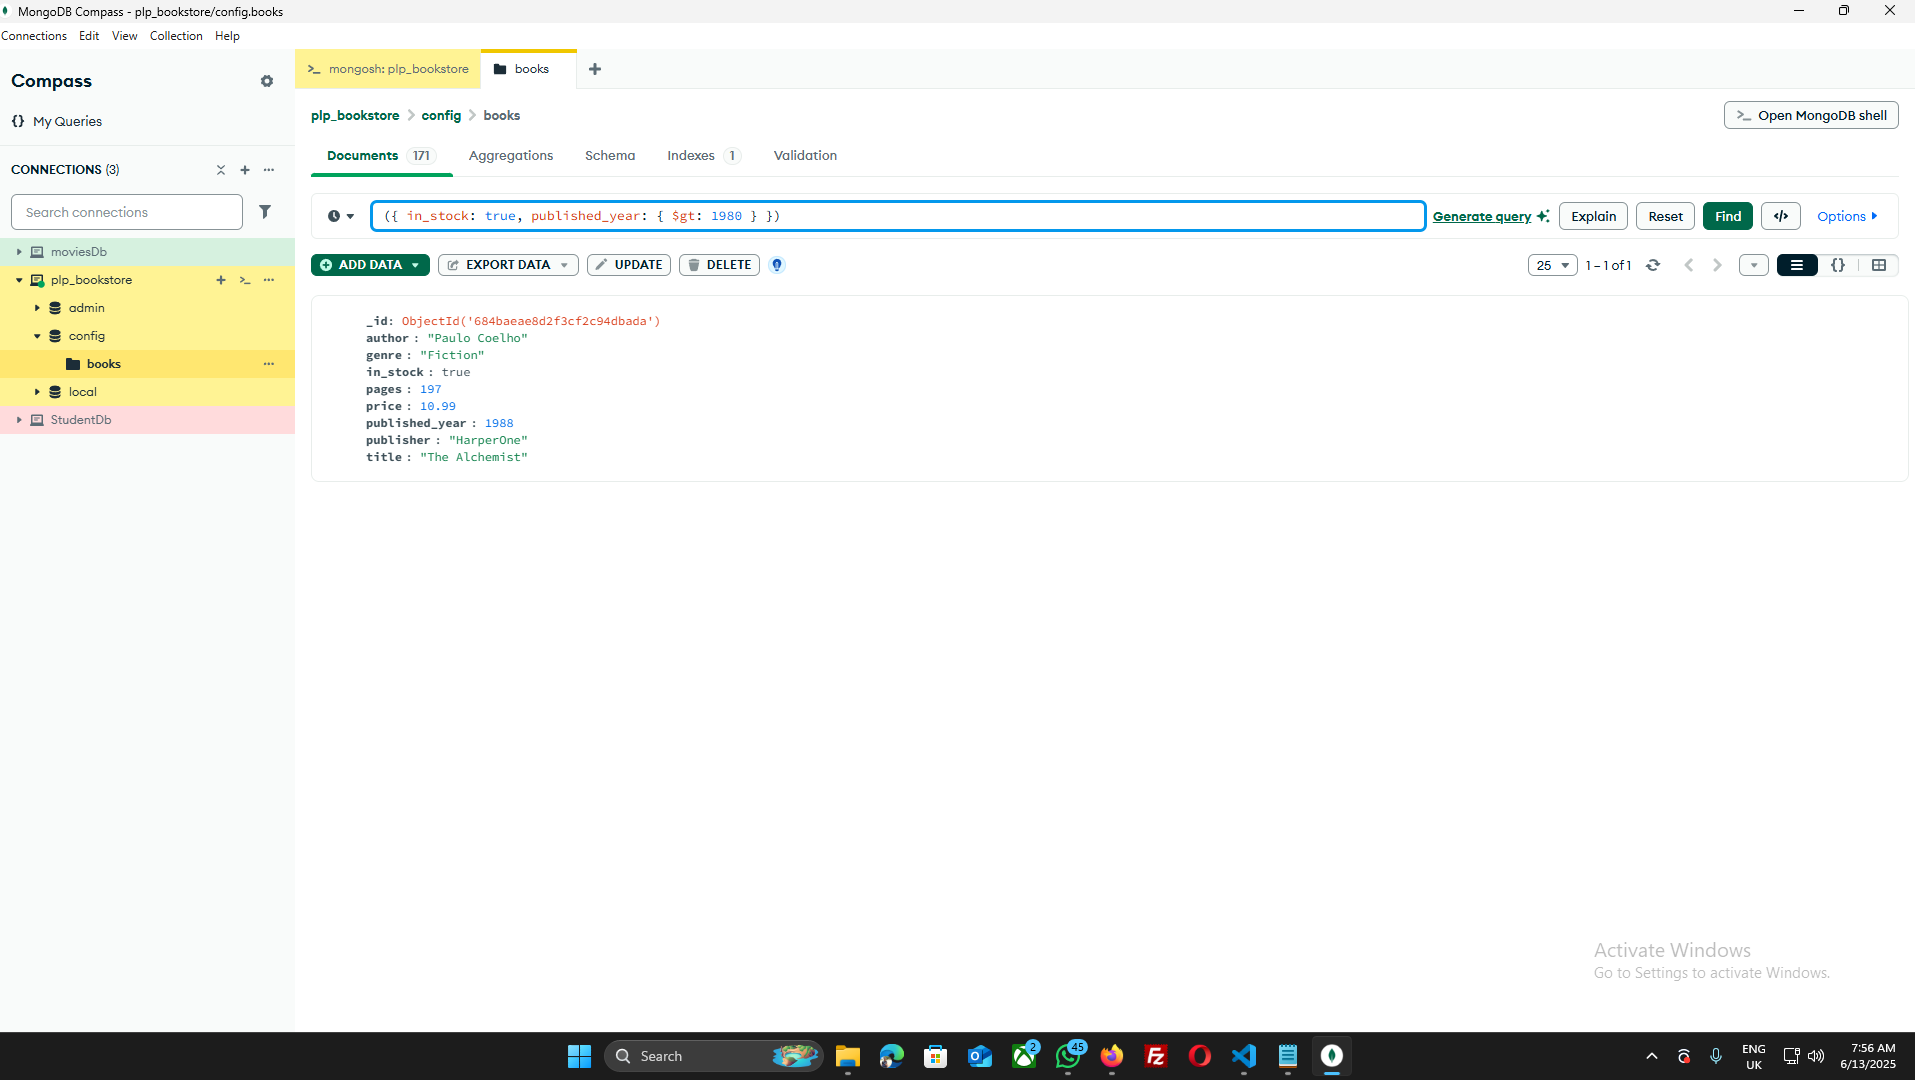 MongoDB Compass - plp_bookstore/config.books
Connections Edit View Collection Help
Compass
My Queries
CONNECTIONS (3)
Search connections
moviesDb
plp_bookstore
admin
config
books
local
StudentDb
mongosh: plp_bookstore
books
plp_bookstore > config > books
Open MongoDB shell
Documents 171 Aggregations Schema Indexes 1 Validation
({ in_stock: true, published_year: { $gt: 1980 } })
Generate query Explain Reset Find </> Options
ADD DATA EXPORT DATA UPDATE DELETE
25 1 – 1 of 1 {}
_id: ObjectId('684baeae8d2f3cf2c94dbada')
author : "Paulo Coelho"
genre : "Fiction"
in_stock : true
pages : 197
price : 10.99
published_year : 1988
publisher : "HarperOne"
title : "The Alchemist"
Activate Windows
Go to Settings to activate Windows.
Search
2
45
ENG
UK
7:56 AM
6/13/2025